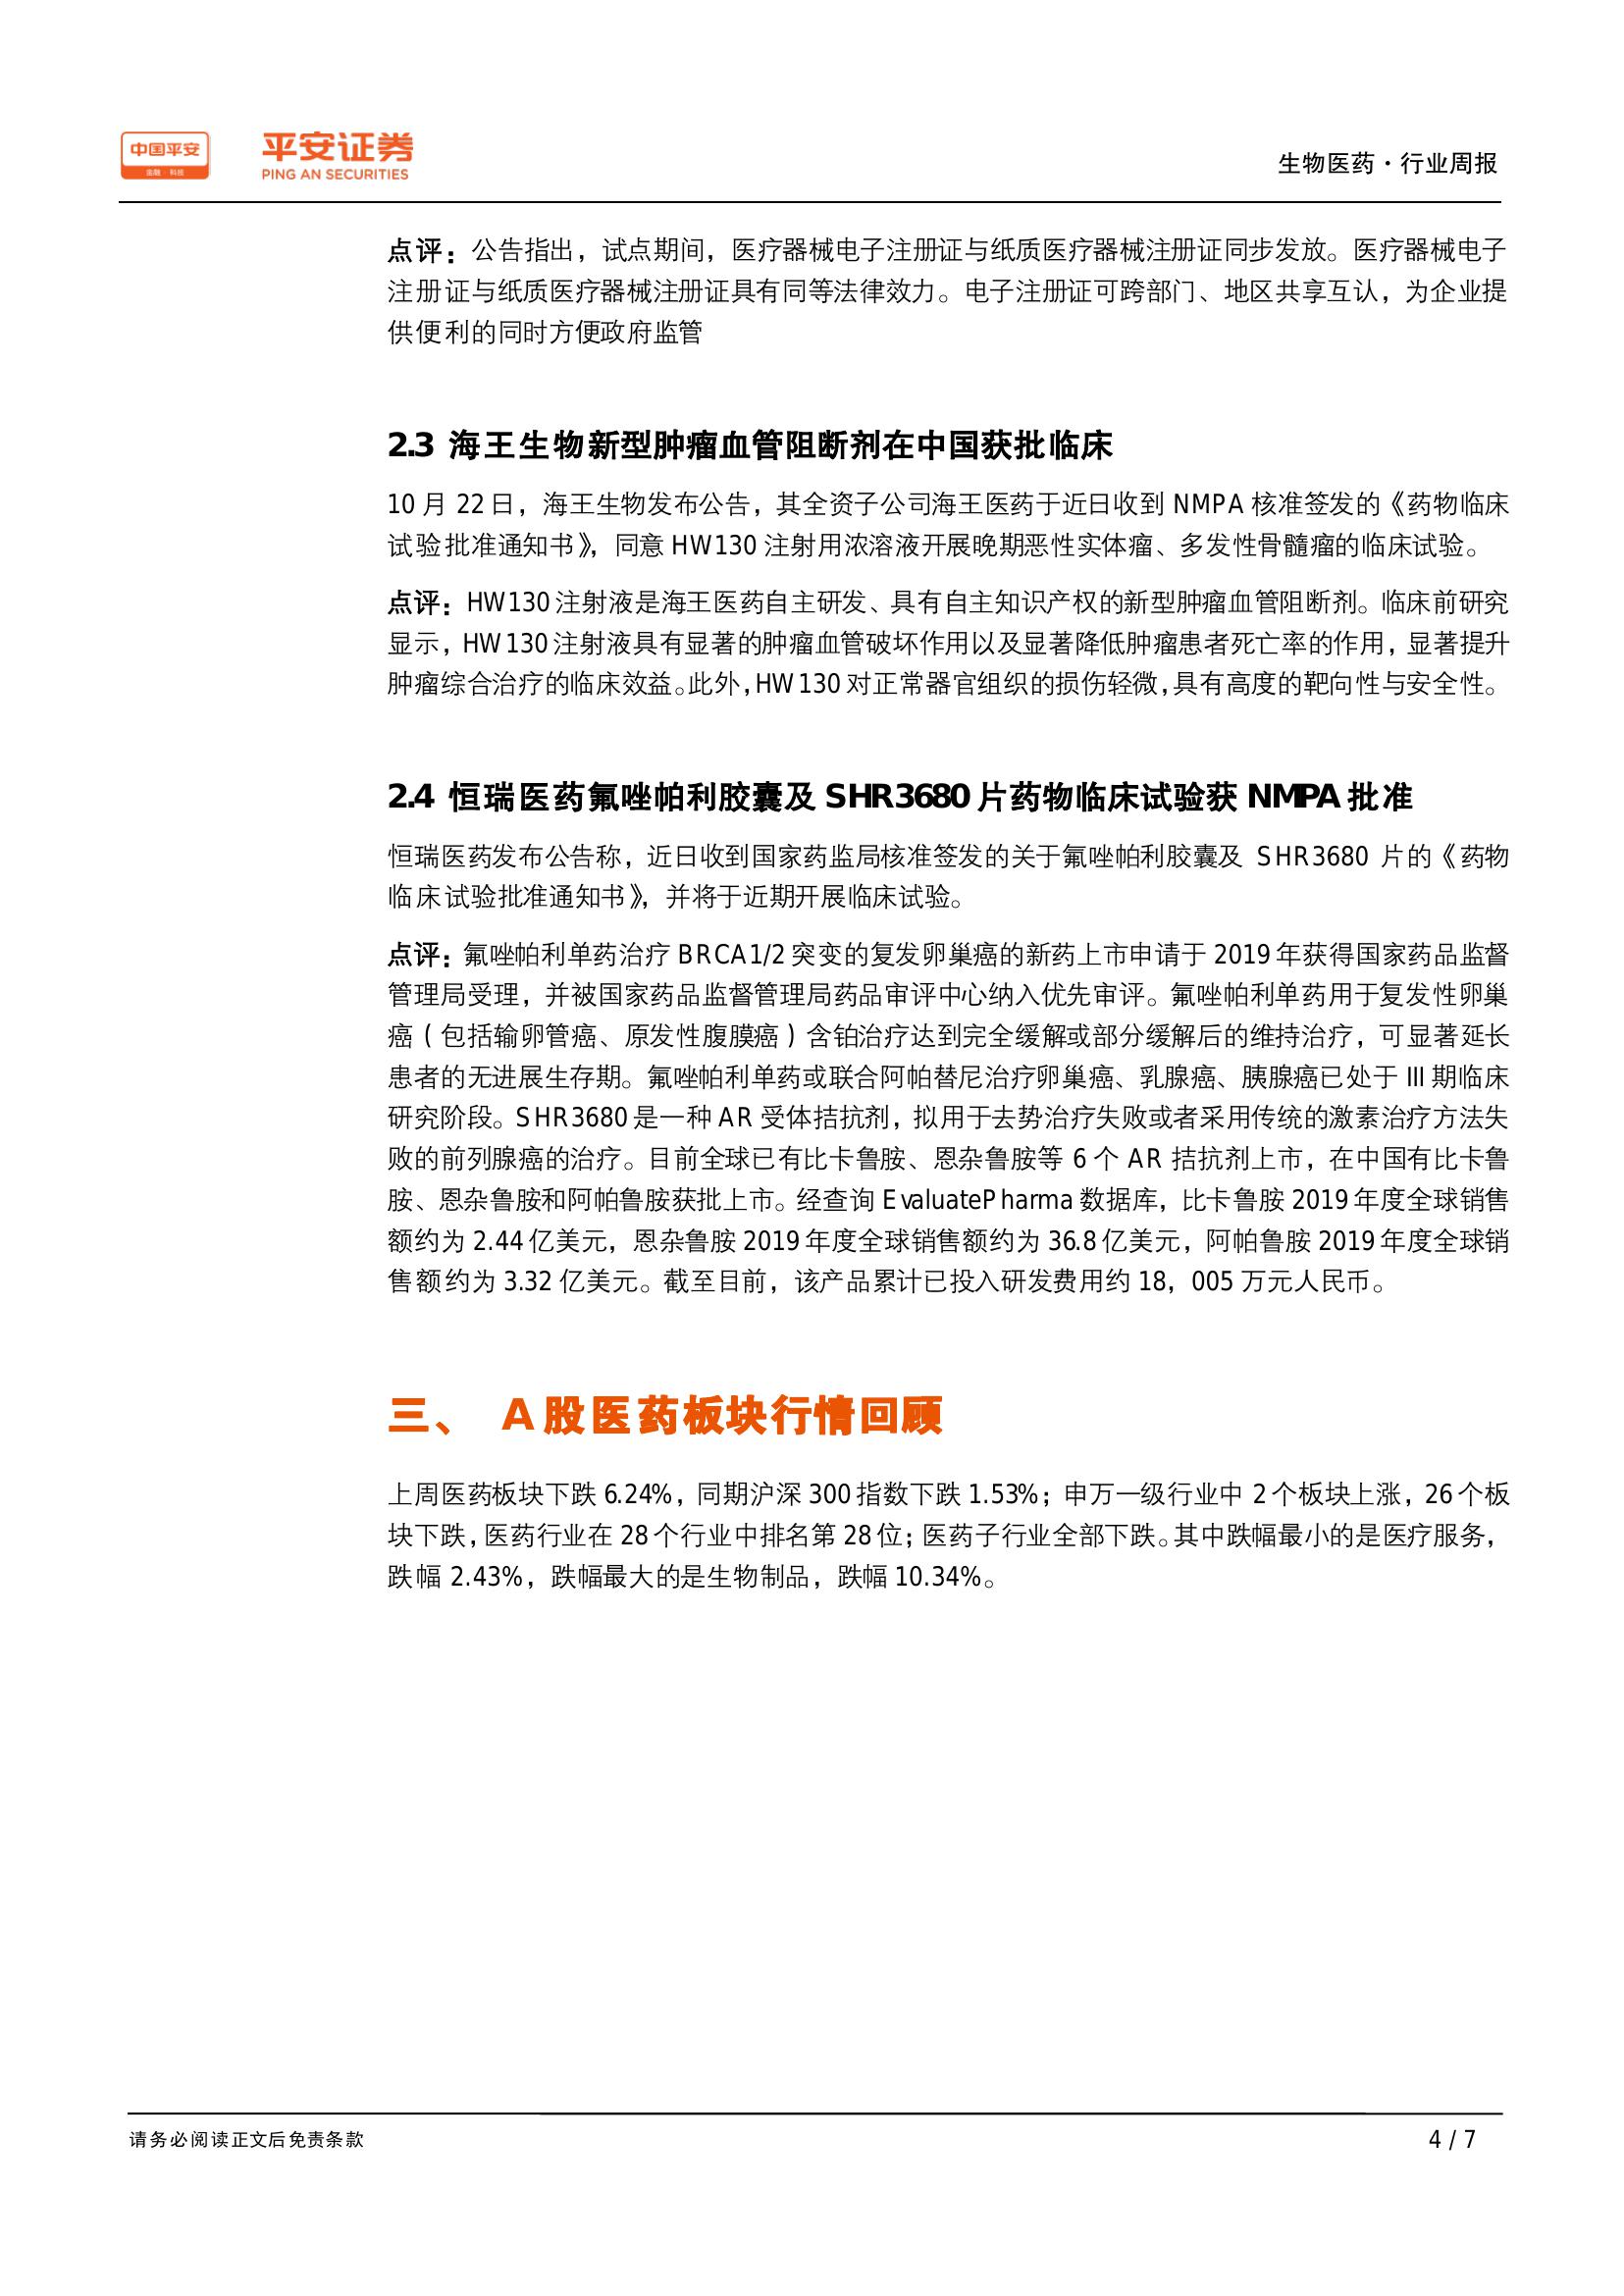 中国平安
金融·科技
平安证券
PING AN SECURITIES
生物医药·行业周报
点评：公告指出，试点期间，医疗器械电子注册证与纸质医疗器械注册证同步发放。医疗器械电子
注册证与纸质医疗器械注册证具有同等法律效力。电子注册证可跨部门、地区共享互认，为企业提
供便利的同时方便政府监管
2.3 海王生物新型肿瘤血管阻断剂在中国获批临床
10 月 22 日，海王生物发布公告，其全资子公司海王医药于近日收到 NMPA 核准签发的《药物临床
试验批准通知书》，同意 HW130 注射用浓溶液开展晚期恶性实体瘤、多发性骨髓瘤的临床试验。
点评：HW130 注射液是海王医药自主研发、具有自主知识产权的新型肿瘤血管阻断剂。临床前研究
显示，HW130 注射液具有显著的肿瘤血管破坏作用以及显著降低肿瘤患者死亡率的作用，显著提升
肿瘤综合治疗的临床效益。此外，HW130 对正常器官组织的损伤轻微，具有高度的靶向性与安全性。
2.4 恒瑞医药氟唑帕利胶囊及 SHR3680 片药物临床试验获 NMPA 批准
恒瑞医药发布公告称，近日收到国家药监局核准签发的关于氟唑帕利胶囊及 SHR3680 片的《药物
临床试验批准通知书》，并将于近期开展临床试验。
点评：氟唑帕利单药治疗 BRCA1/2 突变的复发卵巢癌的新药上市申请于 2019 年获得国家药品监督
管理局受理，并被国家药品监督管理局药品审评中心纳入优先审评。氟唑帕利单药用于复发性卵巢
癌（包括输卵管癌、原发性腹膜癌）含铂治疗达到完全缓解或部分缓解后的维持治疗，可显著延长
患者的无进展生存期。氟唑帕利单药或联合阿帕替尼治疗卵巢癌、乳腺癌、胰腺癌已处于 III 期临床
研究阶段。SHR3680 是一种 AR 受体拮抗剂，拟用于去势治疗失败或者采用传统的激素治疗方法失
败的前列腺癌的治疗。目前全球已有比卡鲁胺、恩杂鲁胺等 6 个 AR 拮抗剂上市，在中国有比卡鲁
胺、恩杂鲁胺和阿帕鲁胺获批上市。经查询 EvaluatePharma 数据库，比卡鲁胺 2019 年度全球销售
额约为 2.44 亿美元，恩杂鲁胺 2019 年度全球销售额约为 36.8 亿美元，阿帕鲁胺 2019 年度全球销
售额约为 3.32 亿美元。截至目前，该产品累计已投入研发费用约 18，005 万元人民币。
三、 A 股医药板块行情回顾
上周医药板块下跌 6.24%，同期沪深 300 指数下跌 1.53%；申万一级行业中 2 个板块上涨，26 个板
块下跌，医药行业在 28 个行业中排名第 28 位；医药子行业全部下跌。其中跌幅最小的是医疗服务，
跌幅 2.43%，跌幅最大的是生物制品，跌幅 10.34%。
请务必阅读正文后免责条款
4 / 7